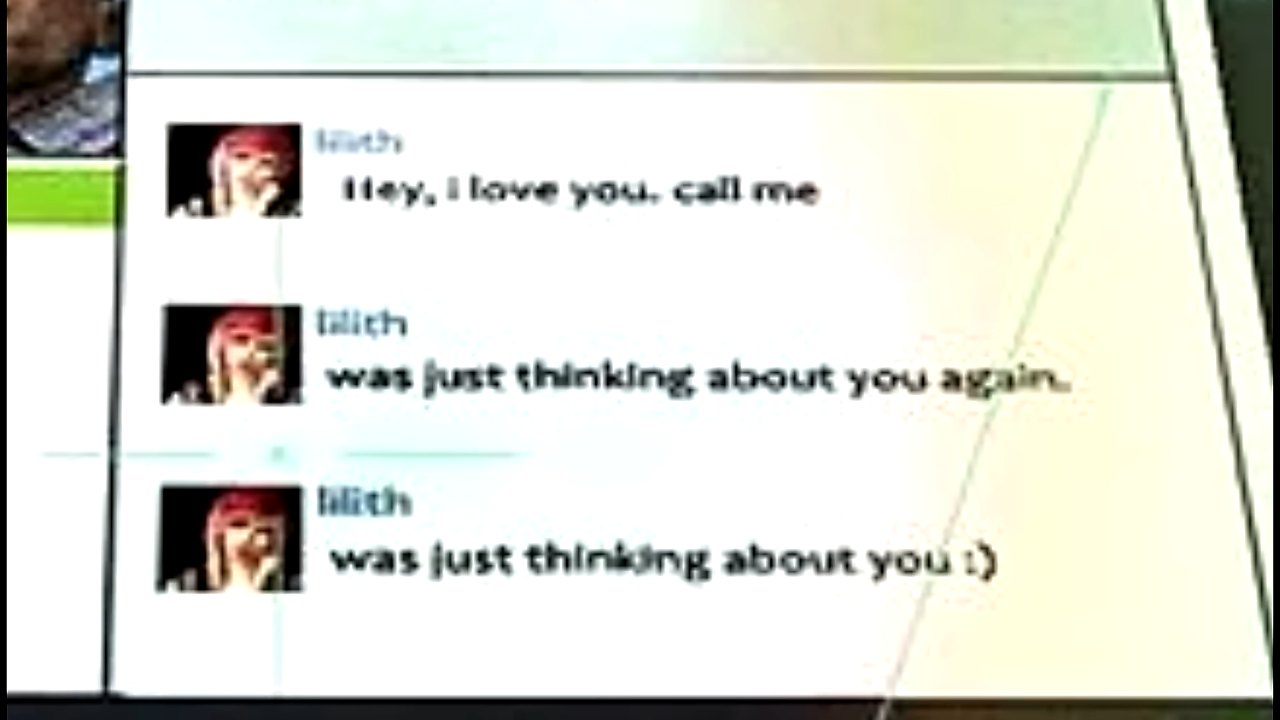 lilith
Hey, i love you. call me
lilith
was just thinking about you again.
lilith
was just thinking about you :)